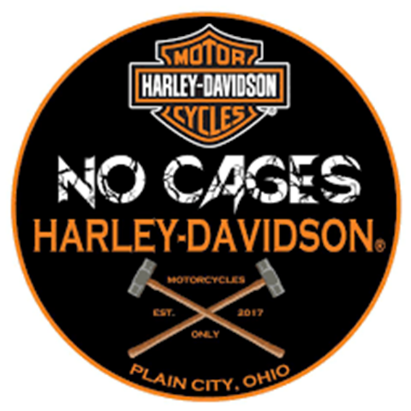 MOTOR
HARLEY-DAVIDSON
CYCLES
NO CAGES
HARLEY-DAVIDSON®
MOTORCYCLES
EST. 2017
ONLY
PLAIN CITY, OHIO